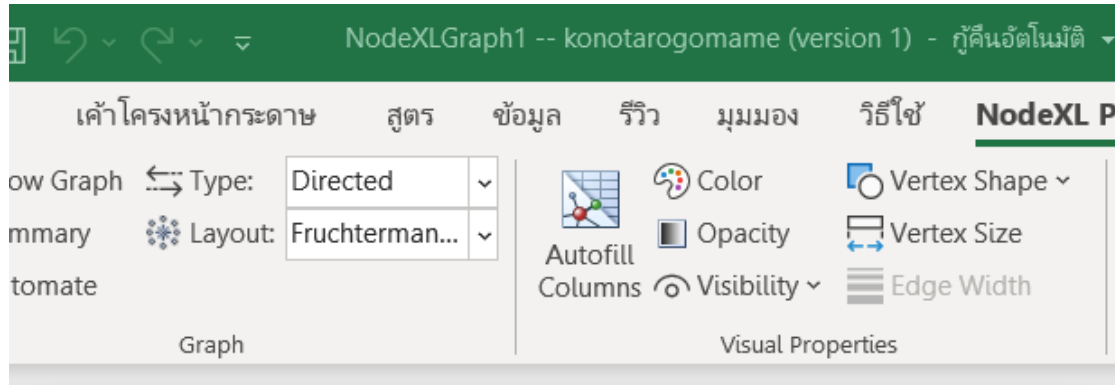 NodeXLGraph1 -- konotarogomame (version 1) - กู้คืนอัตโนมัติ
เค้าโครงหน้ากระดาษ สูตร ข้อมูล รีวิว มุมมอง วิธีใช้ NodeXL P
ow Graph Type: Directed Color Vertex Shape
mmary Layout: Fruchterman... Autofill Columns Opacity Vertex Size
tomate Visibility Edge Width
Graph Visual Properties